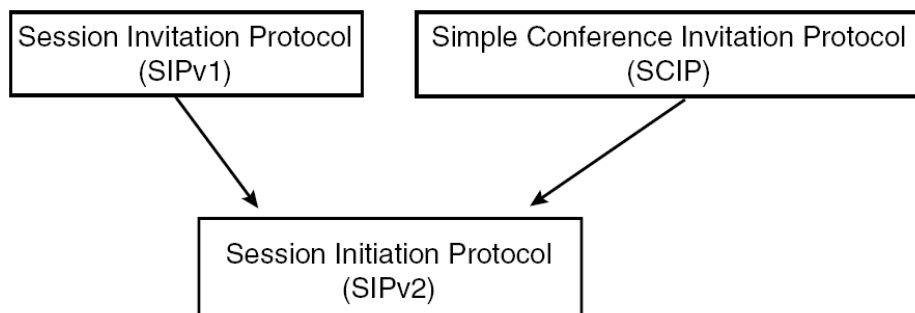 Session Invitation Protocol
(SIPv1)
Simple Conference Invitation Protocol
(SCIP)
Session Initiation Protocol
(SIPv2)